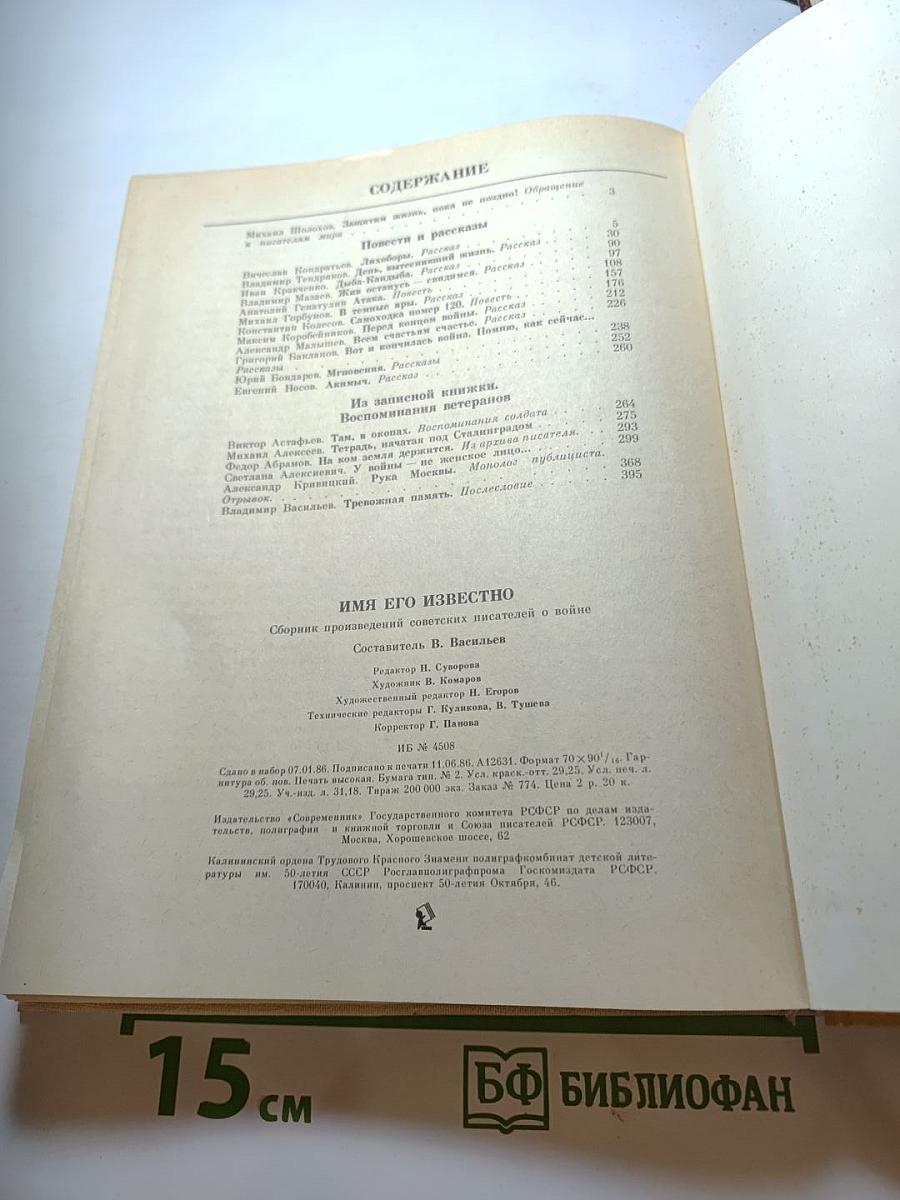 СОДЕРЖАНИЕ
Михаил Шолохов. Защитим жизнь, пока не поздно! Обращение
к писателям мира . . . 3
Повести и рассказы
Вячеслав Кондратьев. Лихоборы. Рассказ . . . 5
Владимир Тендряков. День, вытеснивший жизнь. Рассказ . . . 30
Иван Кравченко. Дыба-Кандыба. Рассказ . . . 90
Владимир Мазаев. Жив останусь — свидимся. Рассказ . . . 97
Анатолий Генатулин Атака. Повесть . . . 108
Михаил Горбунов. В темные яры. Рассказ . . . 157
Константин Колесов. Самоходка номер 120. Повесть . . . 176
Максим Коробейников. Перед концом войны. Рассказ . . . 212
Александр Малышев. Всем счастьям счастье. Рассказ . . . 226
Григорий Бакланов. Вот и кончилась война. Помню, как сейчас...
Рассказы . . . 238
Юрий Бондарев. Мгновения. Рассказы . . . 252
Евгений Носов. Акимыч. Рассказ . . . 260
Из записной книжки.
Воспоминания ветеранов
Виктор Астафьев. Там, в окопах. Воспоминания солдата . . . 264
Михаил Алексеев. Тетрадь, начатая под Сталинградом . . . 275
Федор Абрамов. На ком земля держится. Из архива писателя. . . 293
Светлана Алексиевич. У войны — не женское лицо... . . . 299
Александр Кривицкий. Рука Москвы. Монолог публициста.
Отрывок. . . . 368
Владимир Васильев. Тревожная память. Послесловие . . . 395
ИМЯ ЕГО ИЗВЕСТНО
Сборник произведений советских писателей о войне
Составитель В. Васильев
Редактор Н. Суворова
Художник В. Комаров
Художественный редактор Н. Егоров
Технические редакторы Г. Куликова, В. Тушева
Корректор Г. Панова
ИБ № 4508
Сдано в набор 07.01.86. Подписано к печати 11.06.86. А12631. Формат 70×90¹/₁₆. Гар-
нитура об. нов. Печать высокая. Бумага тип. № 2. Усл. краск.-отт. 29,25. Усл. печ. л.
29,25. Уч.-изд. л. 31,18. Тираж 200 000 экз. Заказ № 774. Цена 2 р. 20 к.
Издательство «Современник» Государственного комитета РСФСР по делам изда-
тельств, полиграфии и книжной торговли и Союза писателей РСФСР. 123007,
Москва, Хорошевское шоссе, 62
Калининский ордена Трудового Красного Знамени полиграфкомбинат детской лите-
ратуры им. 50-летия СССР Росглавполиграфпрома Госкомиздата РСФСР.
170040, Калинин, проспект 50-летия Октября, 46.
15 см
БФ БИБЛИОФАН